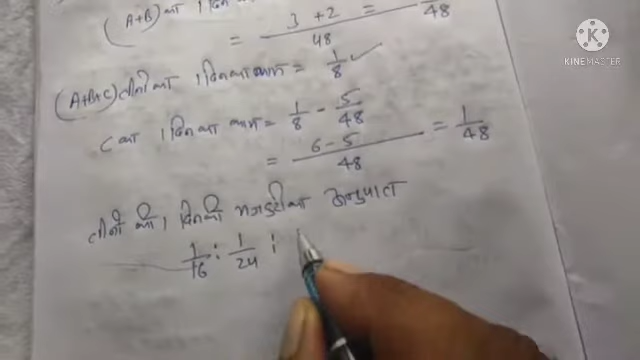 (A+B) का 1 दिन का
= 3+2/48 = /48
(A+B+C) तीनों का 1 दिन का काम = 1/8 ✓
C का 1 दिन का काम = 1/8 - 5/48
= 6-5/48 = 1/48
तीनों की 1 दिन की मजदूरी का अनुपात
1/16 : 1/24 :
K
KINEMASTER